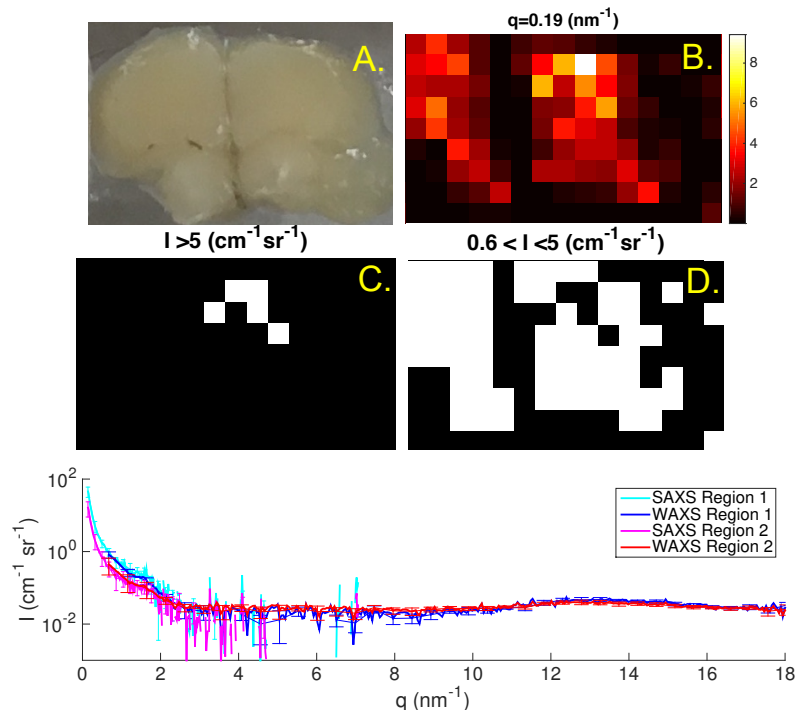 q=0.19 (nm⁻¹)
A.
B.
8
6
4
2
I >5 (cm⁻¹sr⁻¹)
0.6 < I <5 (cm⁻¹sr⁻¹)
C.
D.
10²
10⁰
10⁻²
I (cm⁻¹ sr⁻¹)
SAXS Region 1
WAXS Region 1
SAXS Region 2
WAXS Region 2
0 2 4 6 8 10 12 14 16 18
q (nm⁻¹)